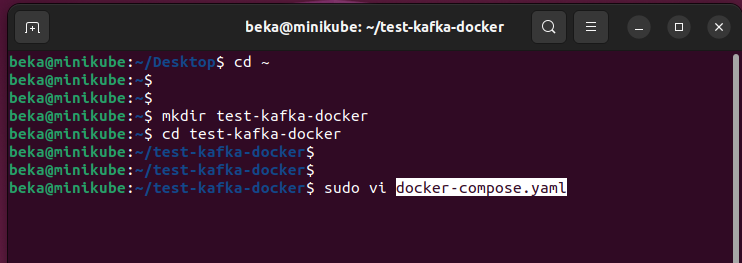 beka@minikube: ~/test-kafka-docker
beka@minikube:~/Desktop$ cd ~
beka@minikube:~$
beka@minikube:~$
beka@minikube:~$ mkdir test-kafka-docker
beka@minikube:~$ cd test-kafka-docker
beka@minikube:~/test-kafka-docker$
beka@minikube:~/test-kafka-docker$
beka@minikube:~/test-kafka-docker$ sudo vi docker-compose.yaml